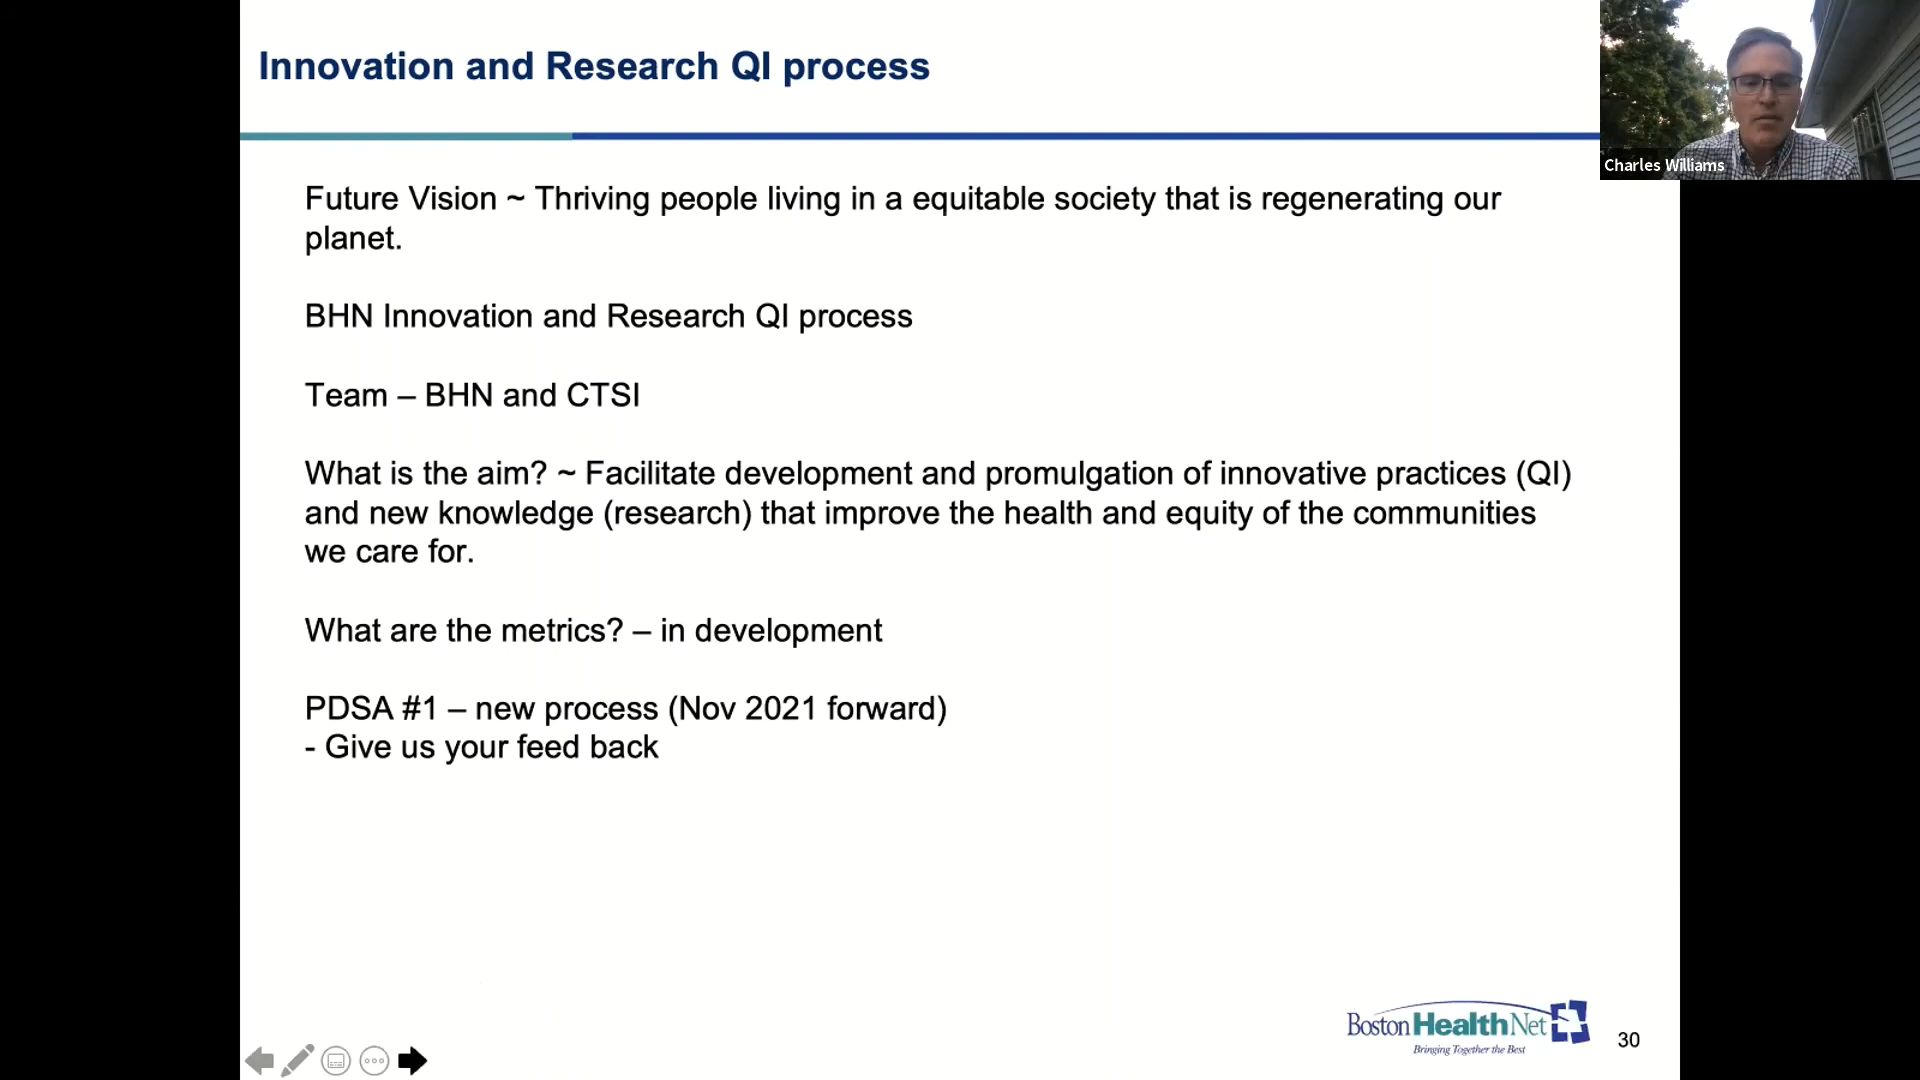 Innovation and Research QI process
Charles Williams
Future Vision ~ Thriving people living in a equitable society that is regenerating our
planet.
BHN Innovation and Research QI process
Team – BHN and CTSI
What is the aim? ~ Facilitate development and promulgation of innovative practices (QI)
and new knowledge (research) that improve the health and equity of the communities
we care for.
What are the metrics? – in development
PDSA #1 – new process (Nov 2021 forward)
- Give us your feed back
Boston HealthNet
Bringing Together the Best
30